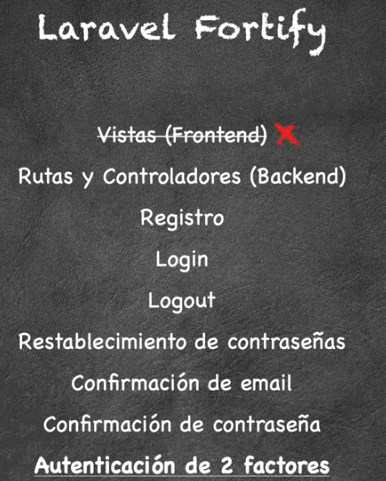 Laravel Fortify
Vistas (Frontend) ❌
Rutas y Controladores (Backend)
Registro
Login
Logout
Restablecimiento de contraseñas
Confirmación de email
Confirmación de contraseña
Autenticación de 2 factores